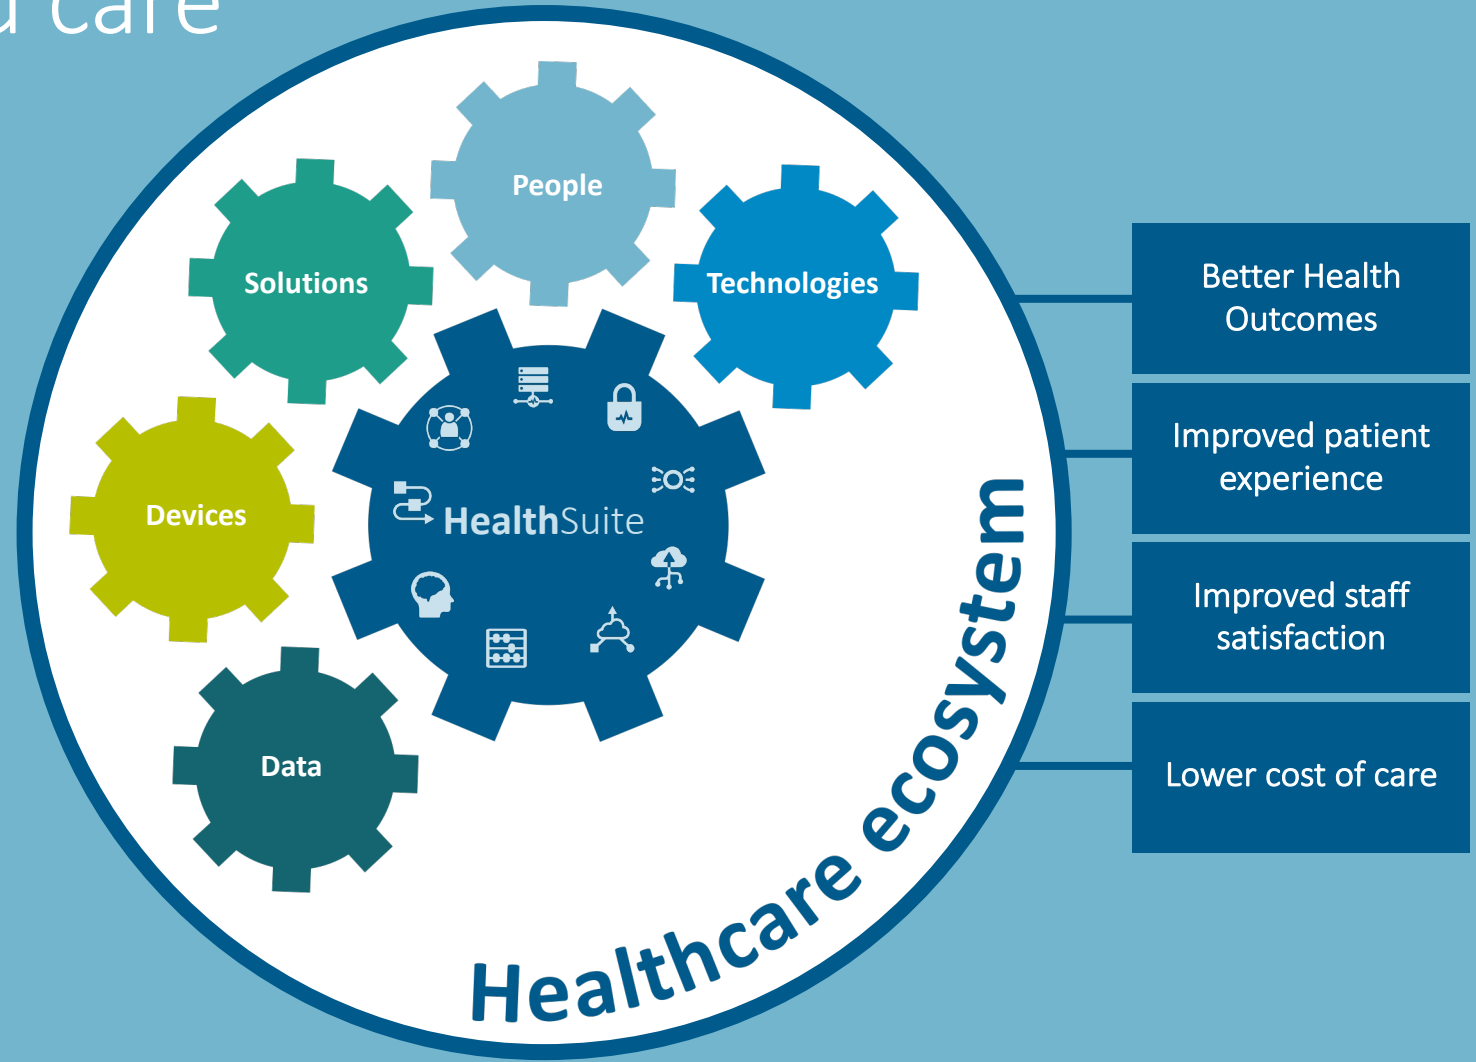 care
People
Solutions
Technologies
Devices
HealthSuite
Data
Healthcare ecosystem
Better Health
Outcomes
Improved patient
experience
Improved staff
satisfaction
Lower cost of care